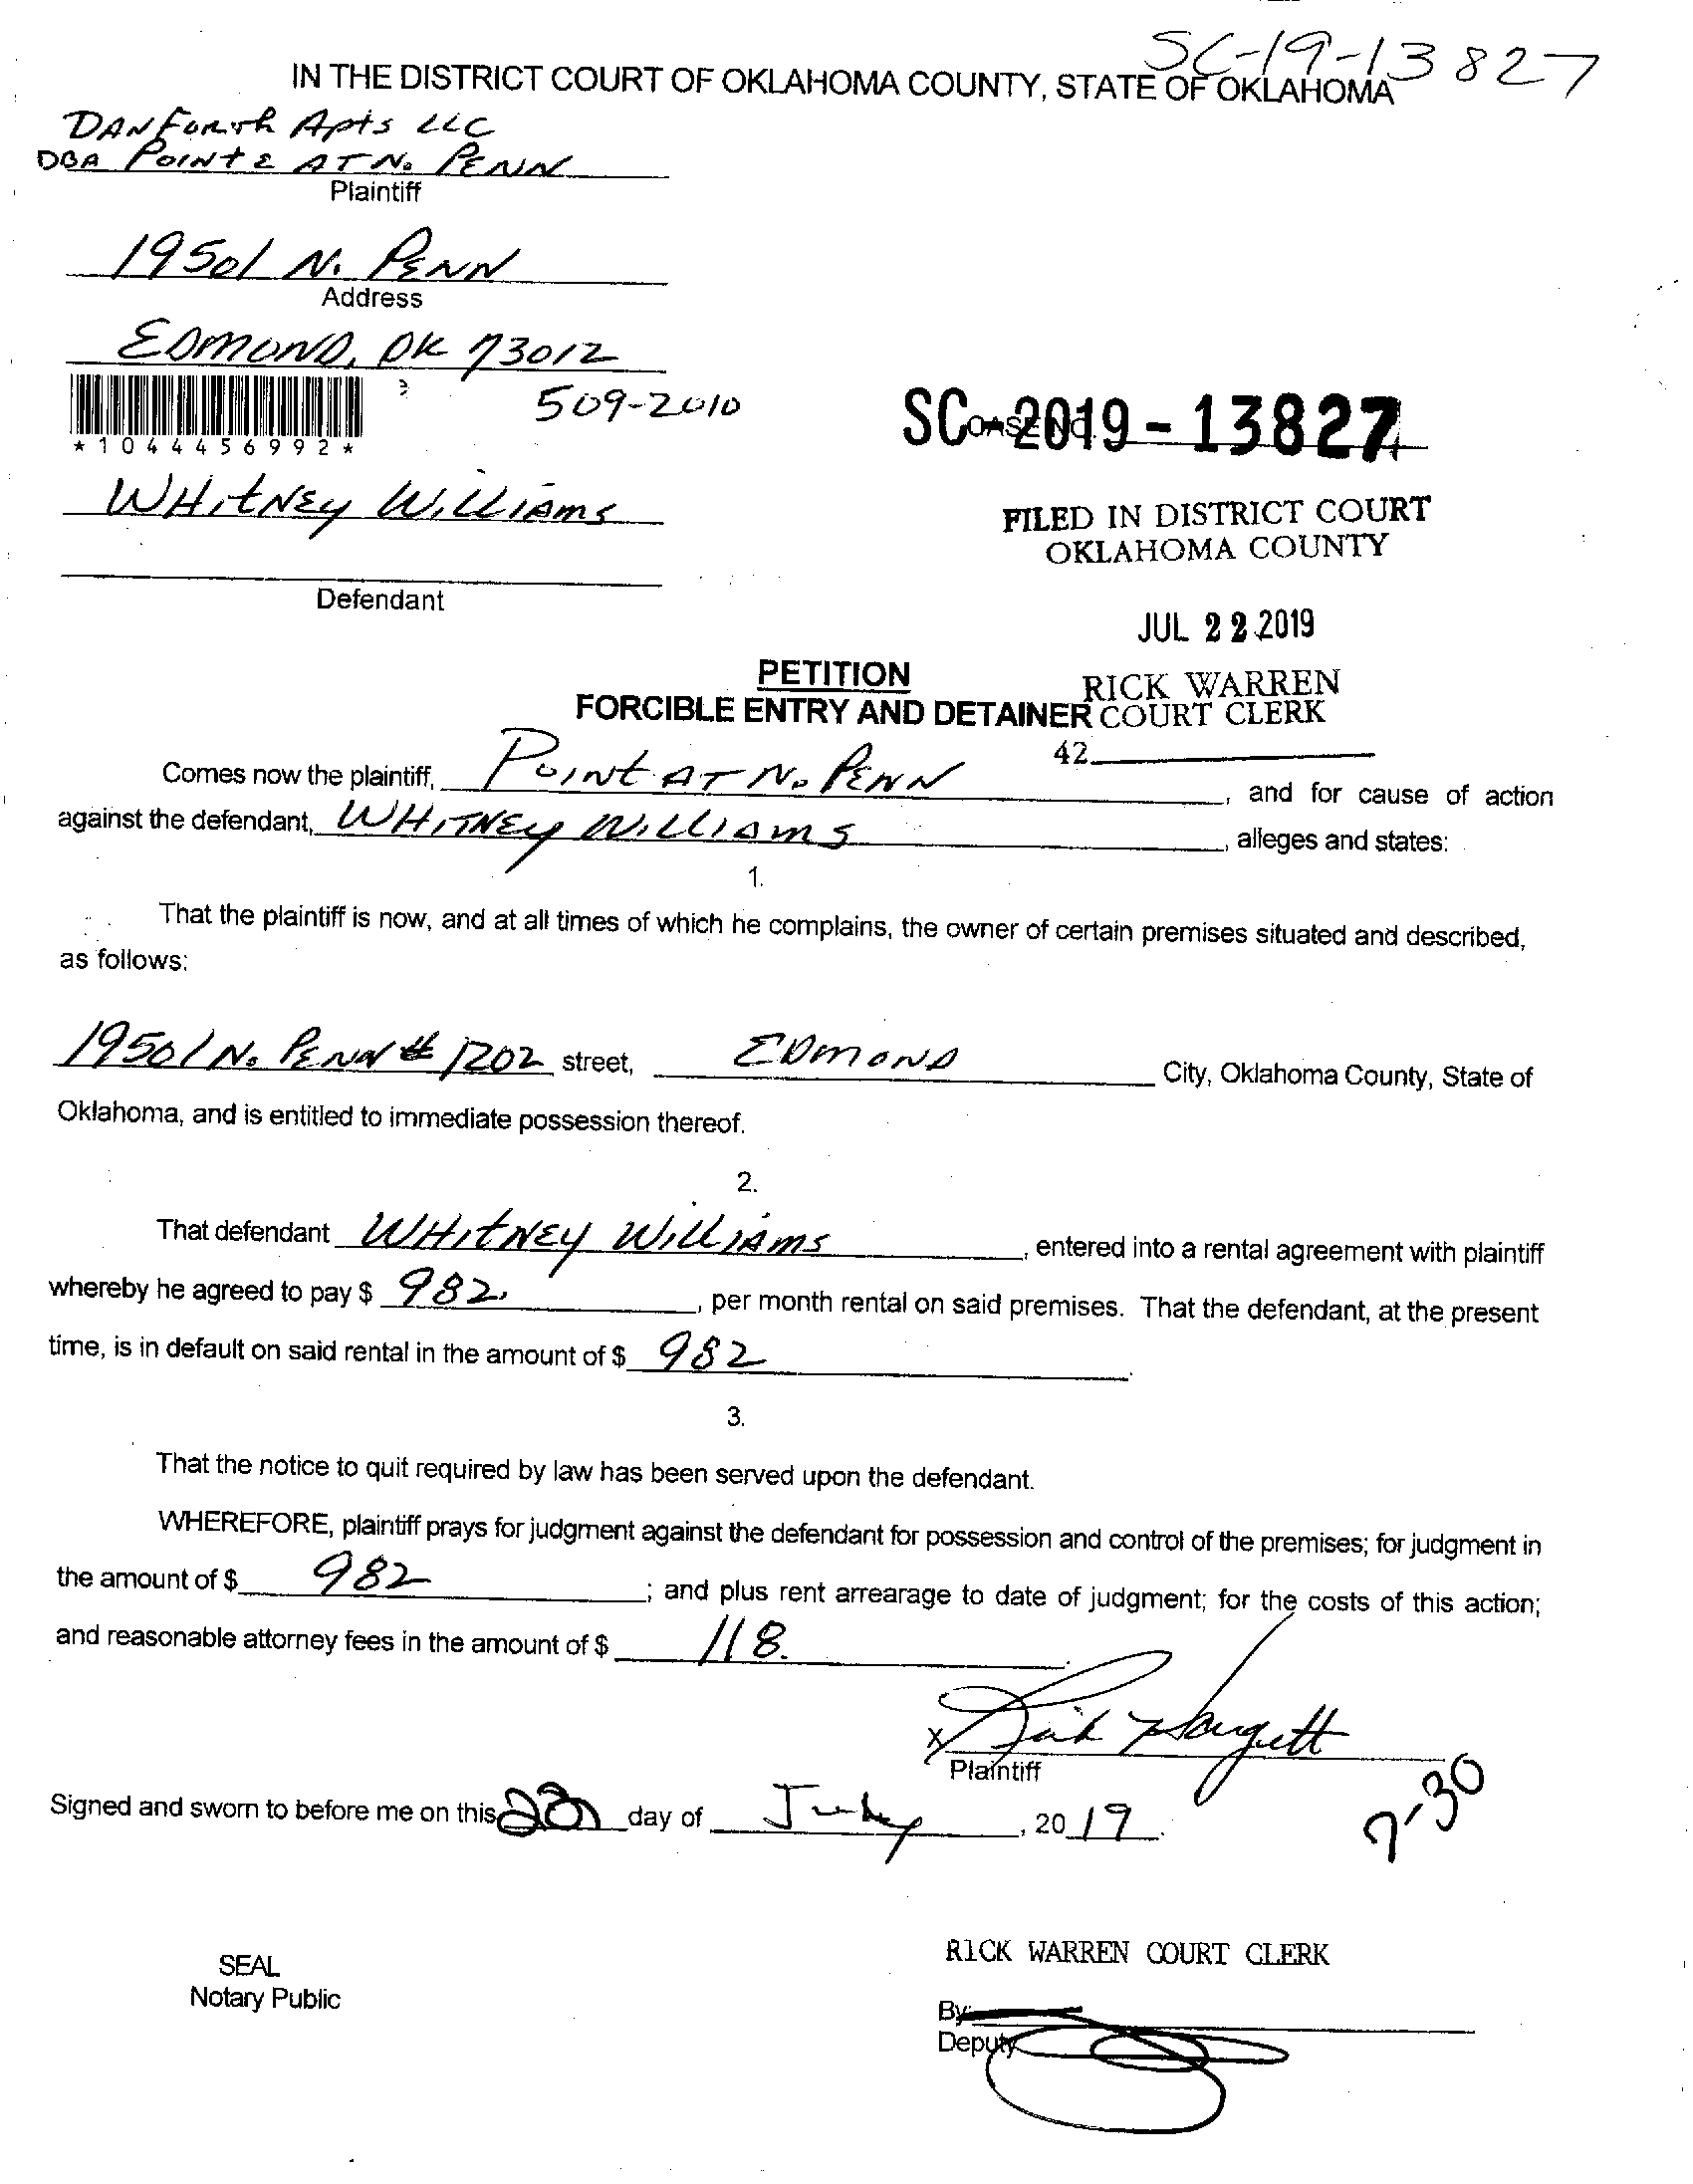 SC-19-13827
IN THE DISTRICT COURT OF OKLAHOMA COUNTY, STATE OF OKLAHOMA
DANForth Apts LLC
DBA POINTE AT No PENN
Plaintiff
19501 N. PENN
Address
EDMOND, OK 73012
509-2010
*1044456992*
SC-2019-13827
CASE NO.
WHitNEy WilliAms
Defendant
FILED IN DISTRICT COURT
OKLAHOMA COUNTY
JUL 22 2019
PETITION
RICK WARREN
FORCIBLE ENTRY AND DETAINER COURT CLERK
42
Comes now the plaintiff, POINt AT No PENN, and for cause of action
against the defendant, WHITNEy WilliAms, alleges and states:
1.
That the plaintiff is now, and at all times of which he complains, the owner of certain premises situated and described,
as follows:
19501 No PENN # 1202 street, EDMOND City, Oklahoma County, State of
Oklahoma, and is entitled to immediate possession thereof.
2.
That defendant WHitNEy WilliAms, entered into a rental agreement with plaintiff
whereby he agreed to pay $ 982., per month rental on said premises. That the defendant, at the present
time, is in default on said rental in the amount of $ 982.
3.
That the notice to quit required by law has been served upon the defendant.
WHEREFORE, plaintiff prays for judgment against the defendant for possession and control of the premises; for judgment in
the amount of $ 982; and plus rent arrearage to date of judgment; for the costs of this action;
and reasonable attorney fees in the amount of $ 118.
X
Plaintiff
7-30
Signed and sworn to before me on this 22 day of July, 2019.
RICK WARREN COURT CLERK
SEAL
Notary Public
By:
Deputy